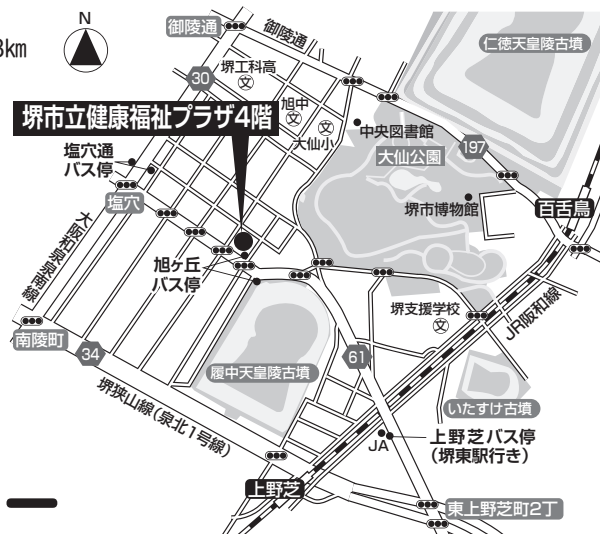 N
3km
御陵通
御陵通
仁徳天皇陵古墳
30
堺工科高
文
旭中
文
文
大仙小
中央図書館
大仙公園
197
堺市立健康福祉プラザ4階
塩穴通
バス停
塩穴
堺市博物館
百舌鳥
大阪和泉泉南線
旭ヶ丘
バス停
堺支援学校
文
JR阪和線
南陵町
34
履中天皇陵古墳
61
いたすけ古墳
堺狭山線(泉北1号線)
JA
上野芝バス停
(堺東駅行き)
上野芝
東上野芝町2丁